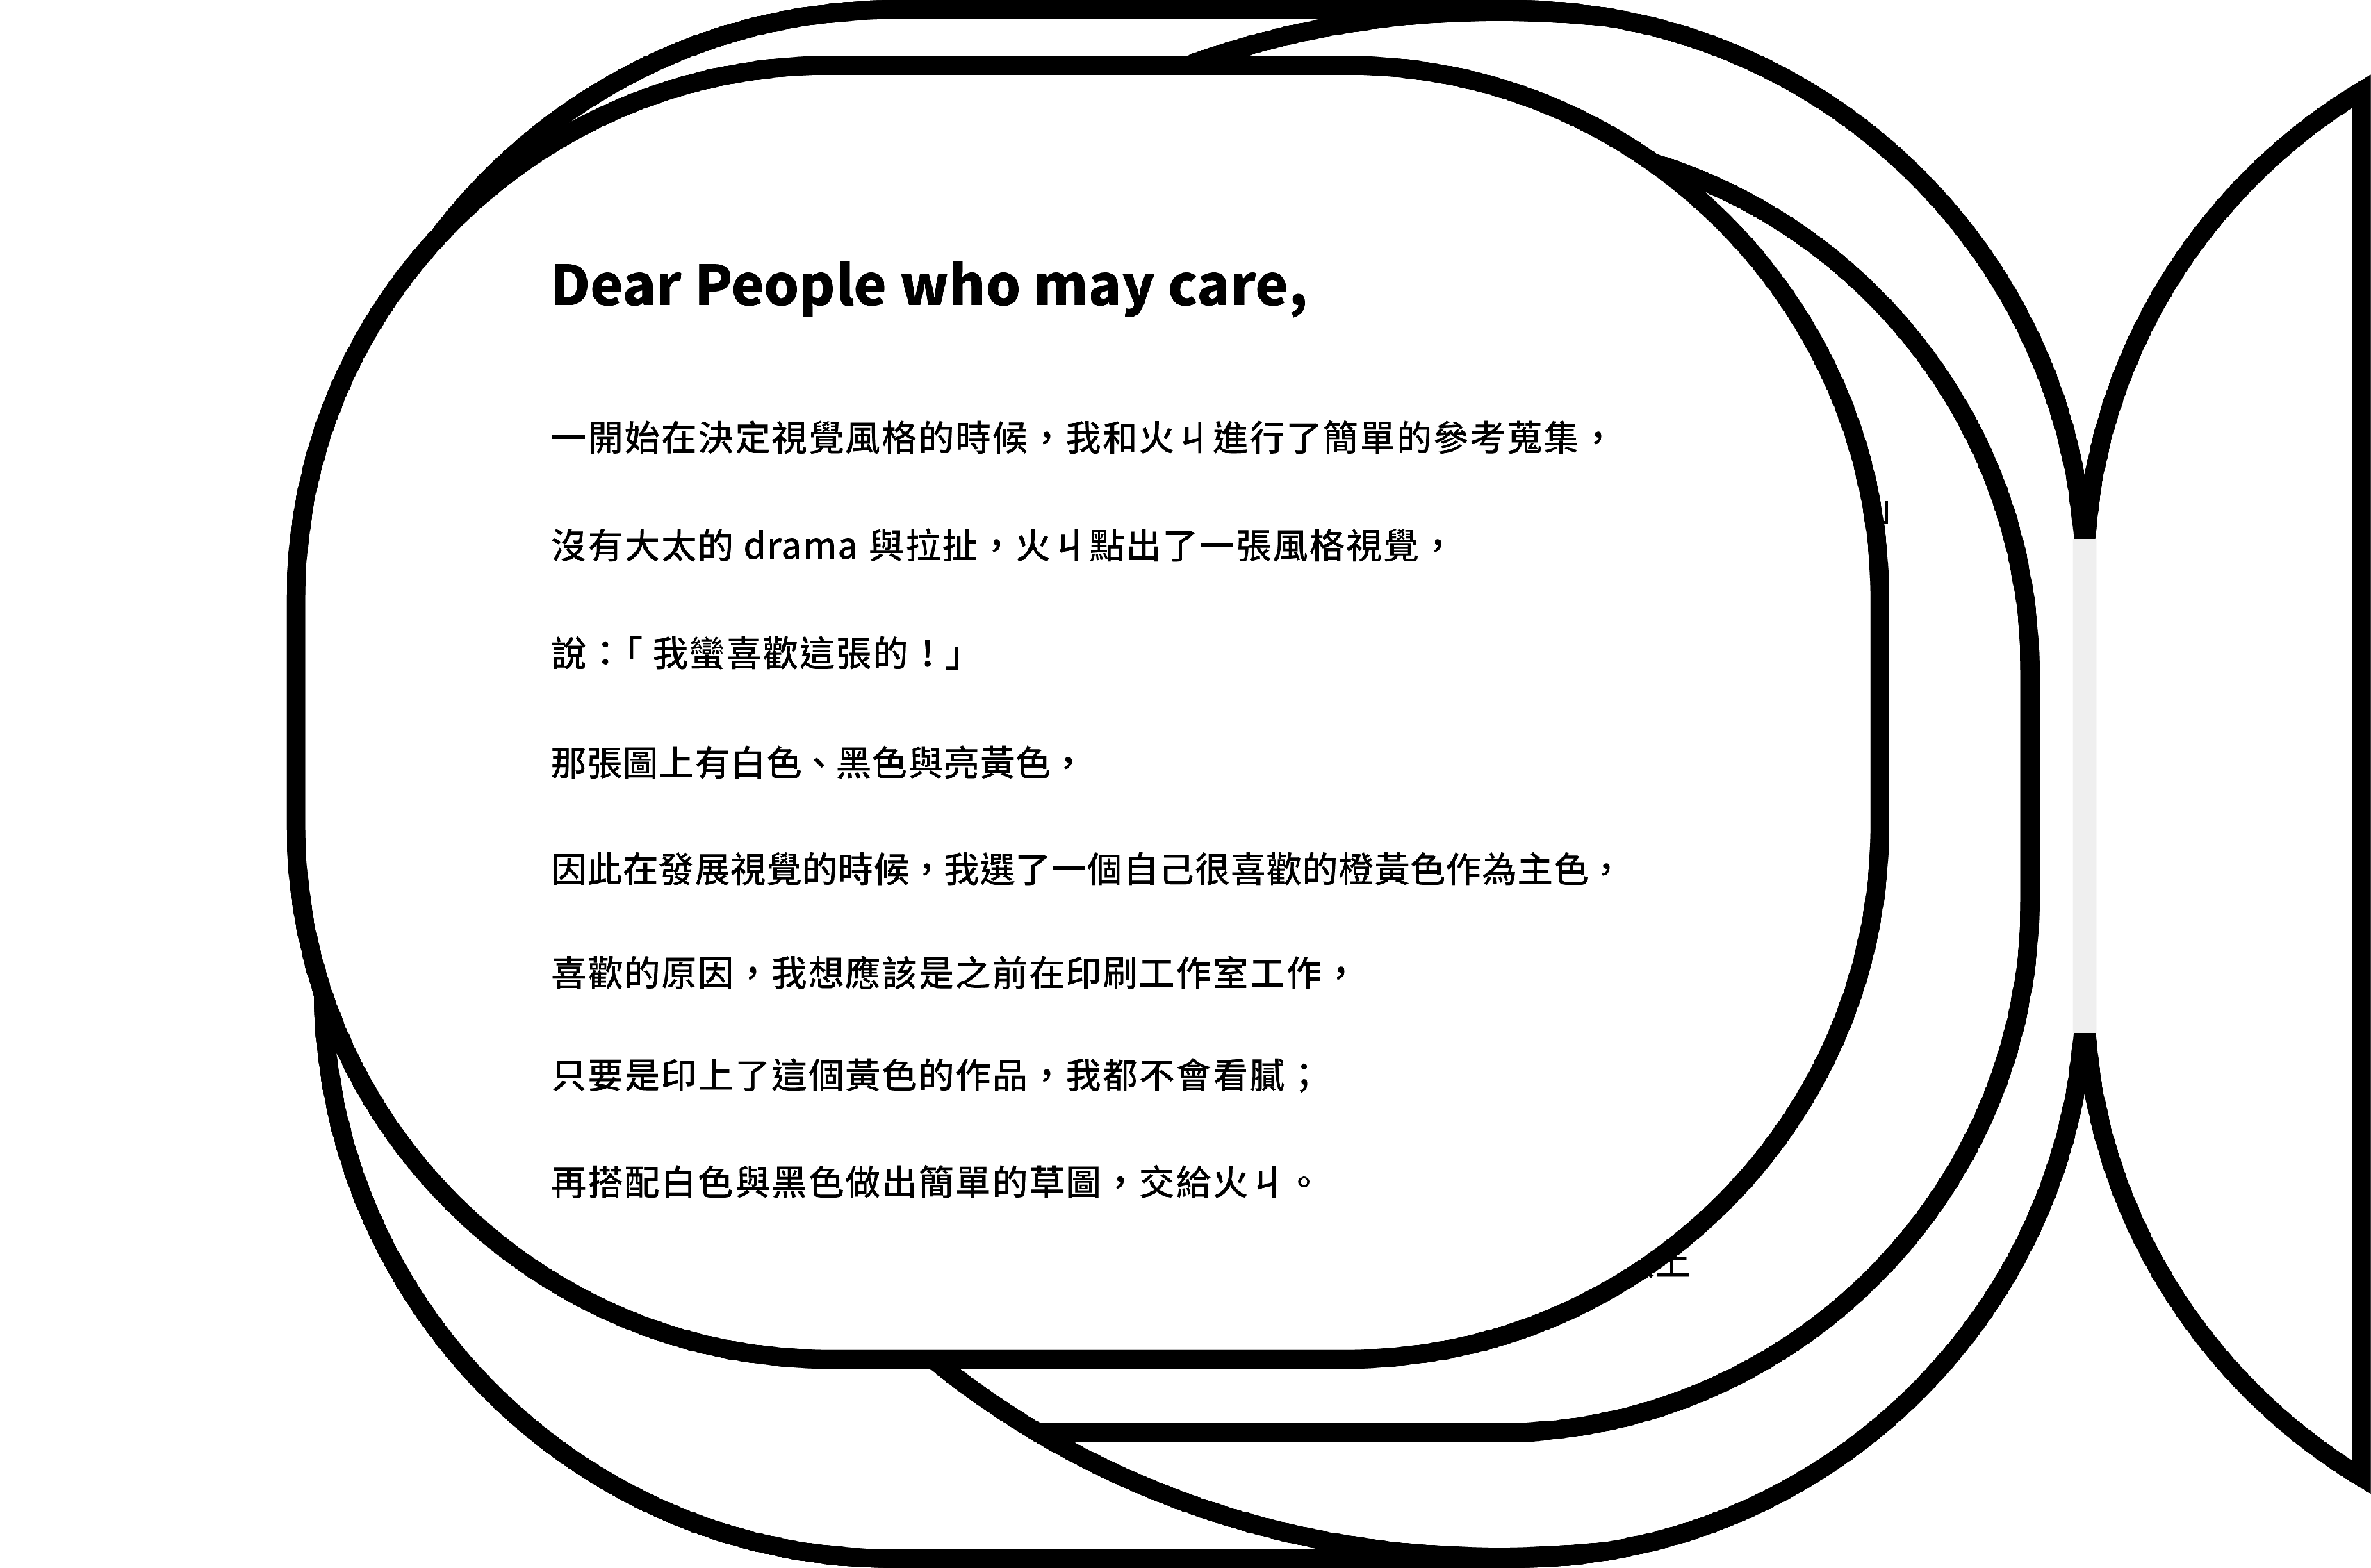 Dear People who may care,
一開始在決定視覺風格的時候，我和火ㄐ進行了簡單的參考蒐集，
沒有太太的 drama 與拉扯，火ㄐ點出了一張風格視覺，
說：「 我蠻喜歡這張的！」
那張圖上有白色、黑色與亮黃色，
因此在發展視覺的時候，我選了一個自己很喜歡的橙黃色作為主色，
喜歡的原因，我想應該是之前在印刷工作室工作，
只要是印上了這個黃色的作品，我都不會看膩；
再搭配白色與黑色做出簡單的草圖，交給火ㄐ。